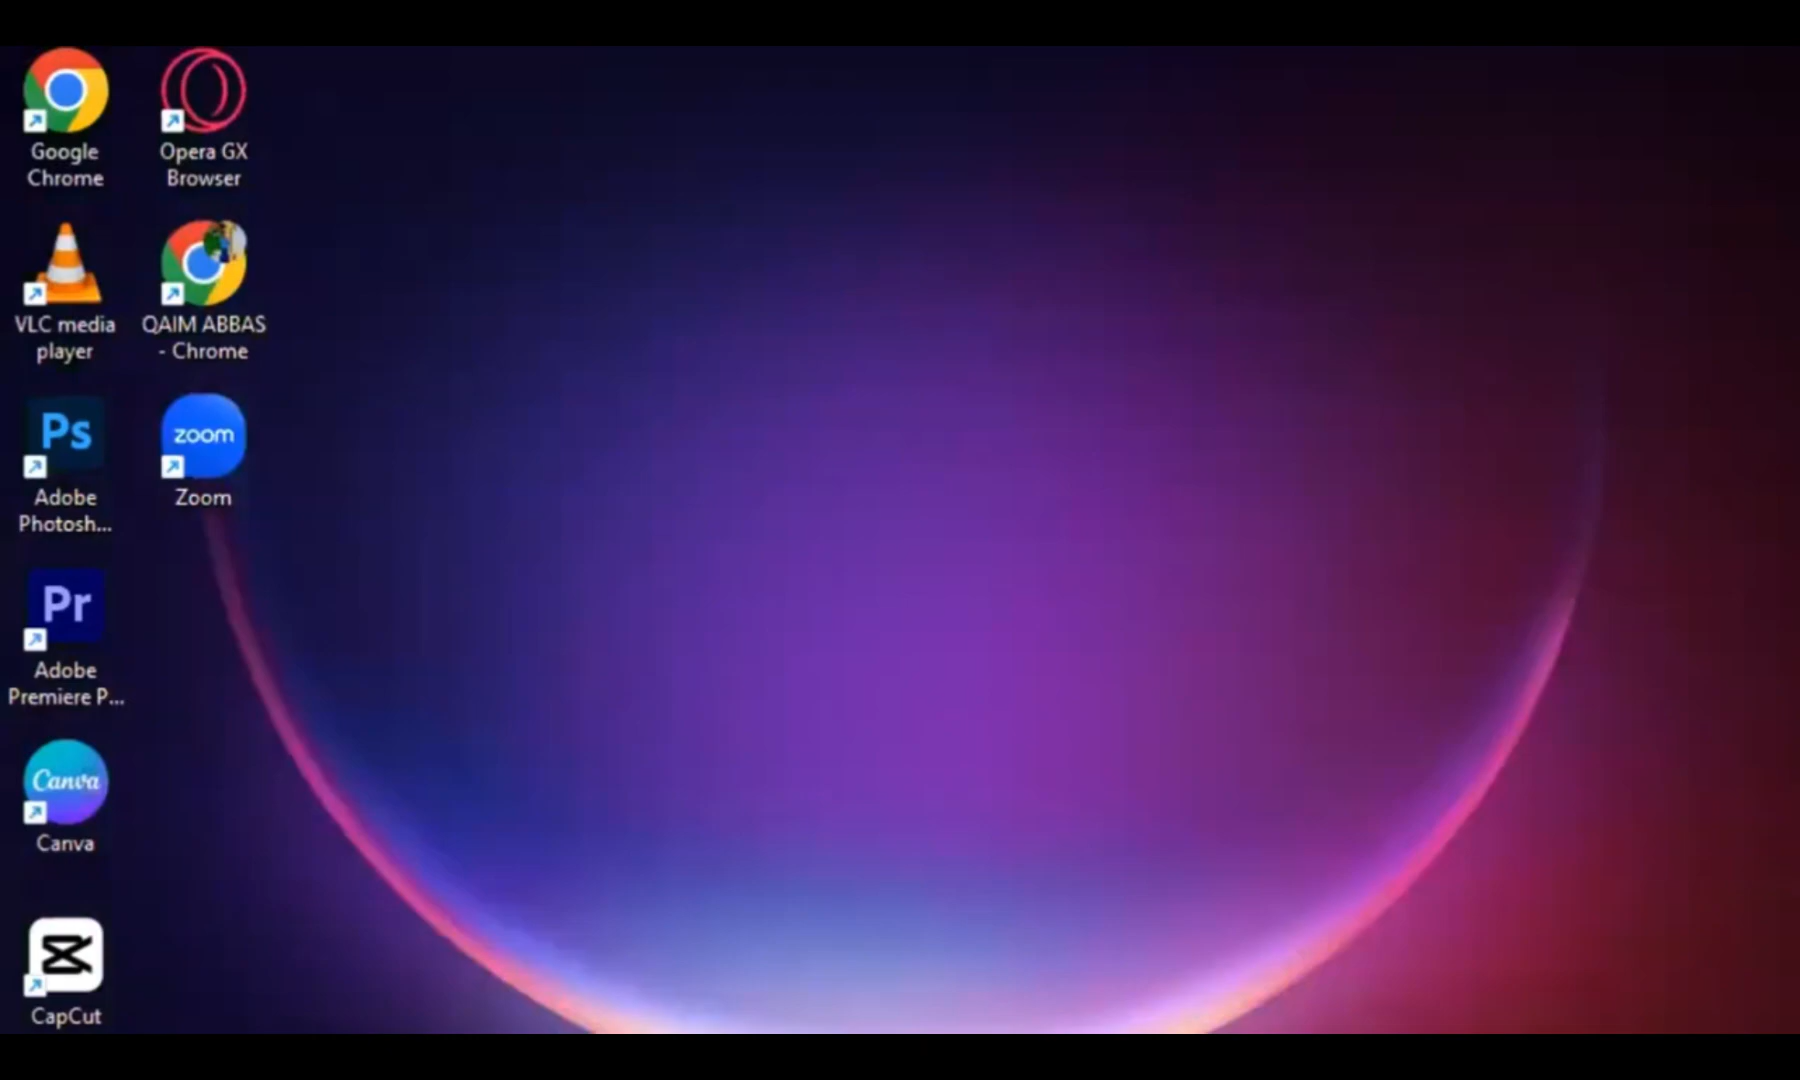 Google
Chrome
Opera GX
Browser
VLC media
player
QAIM ABBAS
- Chrome
Ps
Adobe
Photosh...
zoom
Zoom
Pr
Adobe
Premiere P...
Canva
Canva
CapCut